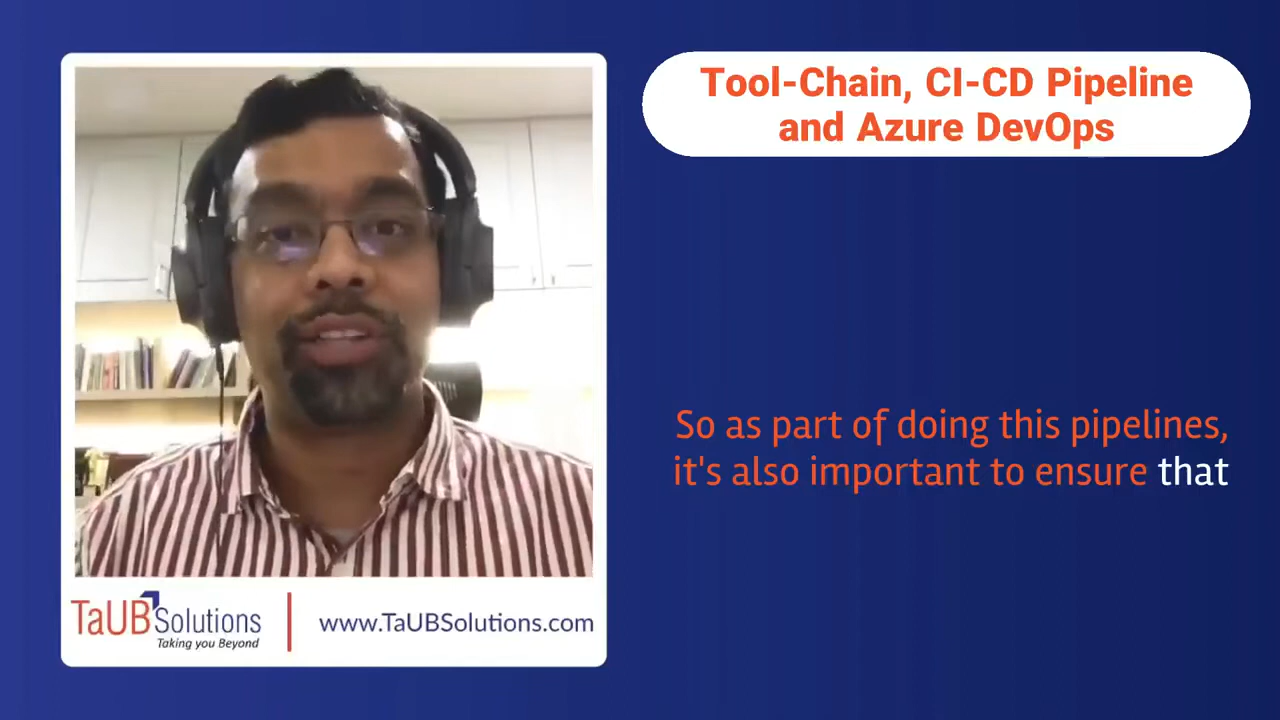 Tool-Chain, CI-CD Pipeline
and Azure DevOps
So as part of doing this pipelines,
it's also important to ensure that
TaUB Solutions
Taking you Beyond
www.TaUBSolutions.com